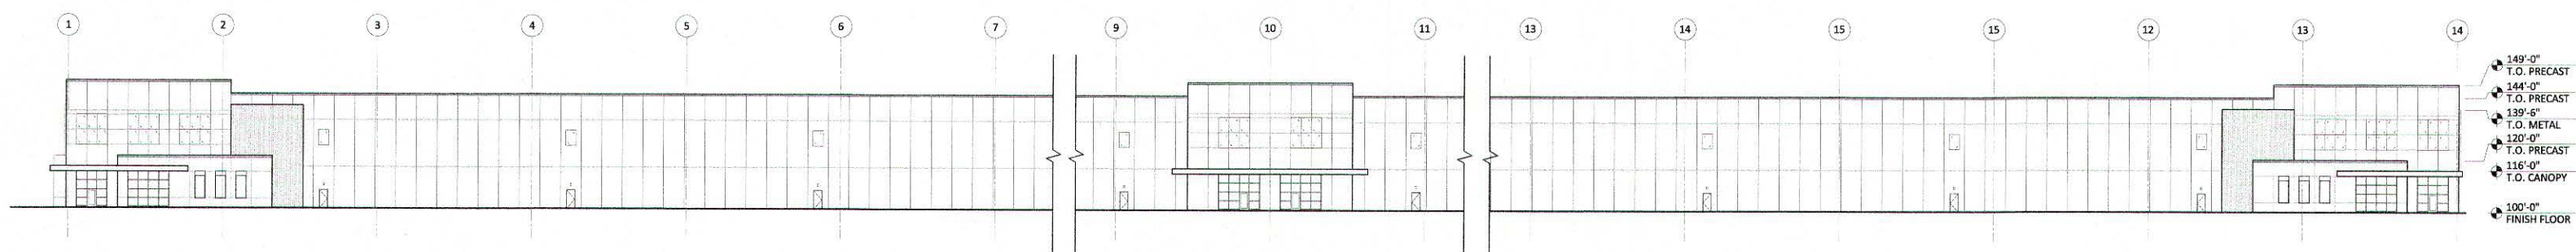 1 2 3 4 5 6 7 9 10 11 13 14 15 15 12 13 14
149'-0"
T.O. PRECAST
144'-0"
T.O. PRECAST
139'-6"
T.O. METAL
120'-0"
T.O. PRECAST
116'-0"
T.O. CANOPY
100'-0"
FINISH FLOOR